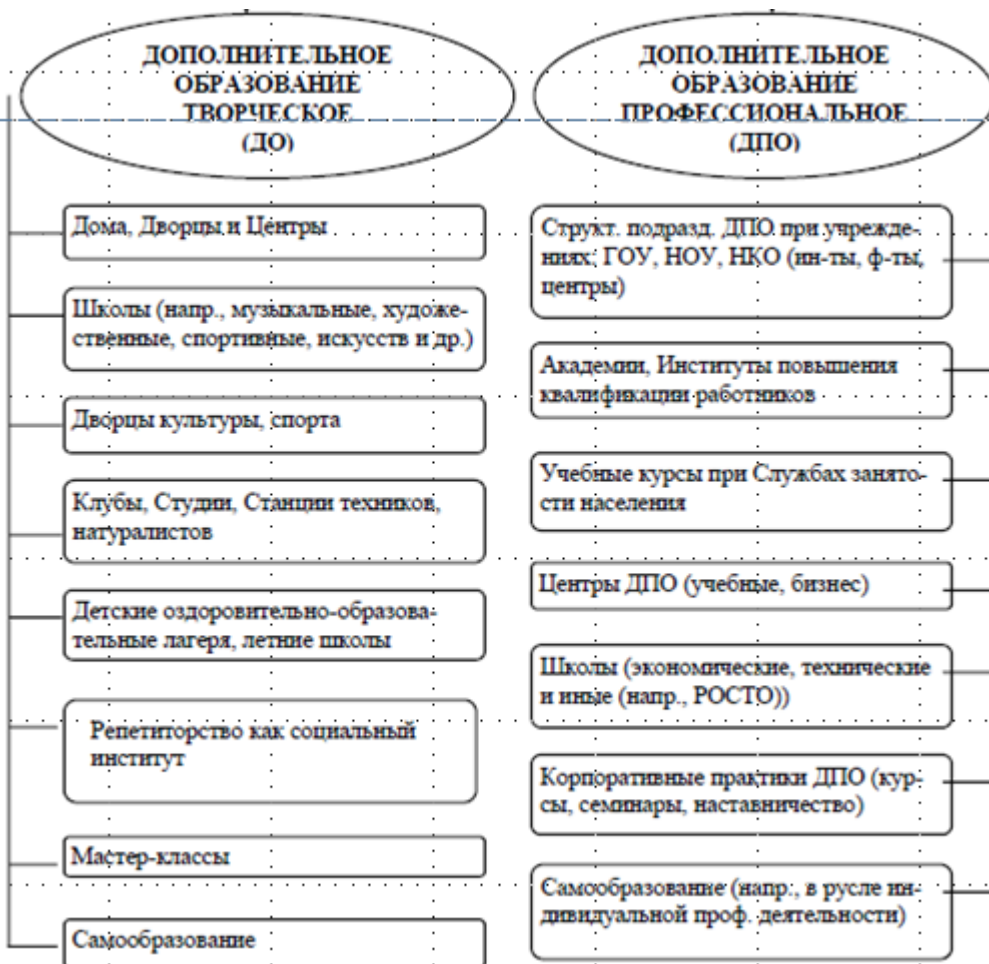 ДОПОЛНИТЕЛЬНОЕ
ОБРАЗОВАНИЕ
ТВОРЧЕСКОЕ
(ДО)
Дома, Дворцы и Центры
Школы (напр., музыкальные, художе-
ственные, спортивные, искусств и др.)
Дворцы культуры, спорта
Клубы, Студии, Станции техников,
натуралистов
Детские оздоровительно-образова-
тельные лагеря, летние школы
Репетиторство как социальный
институт
Мастер-классы
Самообразование
ДОПОЛНИТЕЛЬНОЕ
ОБРАЗОВАНИЕ
ПРОФЕССИОНАЛЬНОЕ
(ДПО)
Структ. подразд. ДПО при учрежде-
ниях: ГОУ, НОУ, НКО (ин-ты, ф-ты,
центры)
Академии, Институты повышения
квалификации работников
Учебные курсы при Службах занято-
сти населения
Центры ДПО (учебные, бизнес)
Школы (экономические, технические
и иные (напр., РОСТО))
Корпоративные практики ДПО (кур-
сы, семинары, наставничество)
Самообразование (напр., в русле ин-
дивидуальной проф. деятельности)